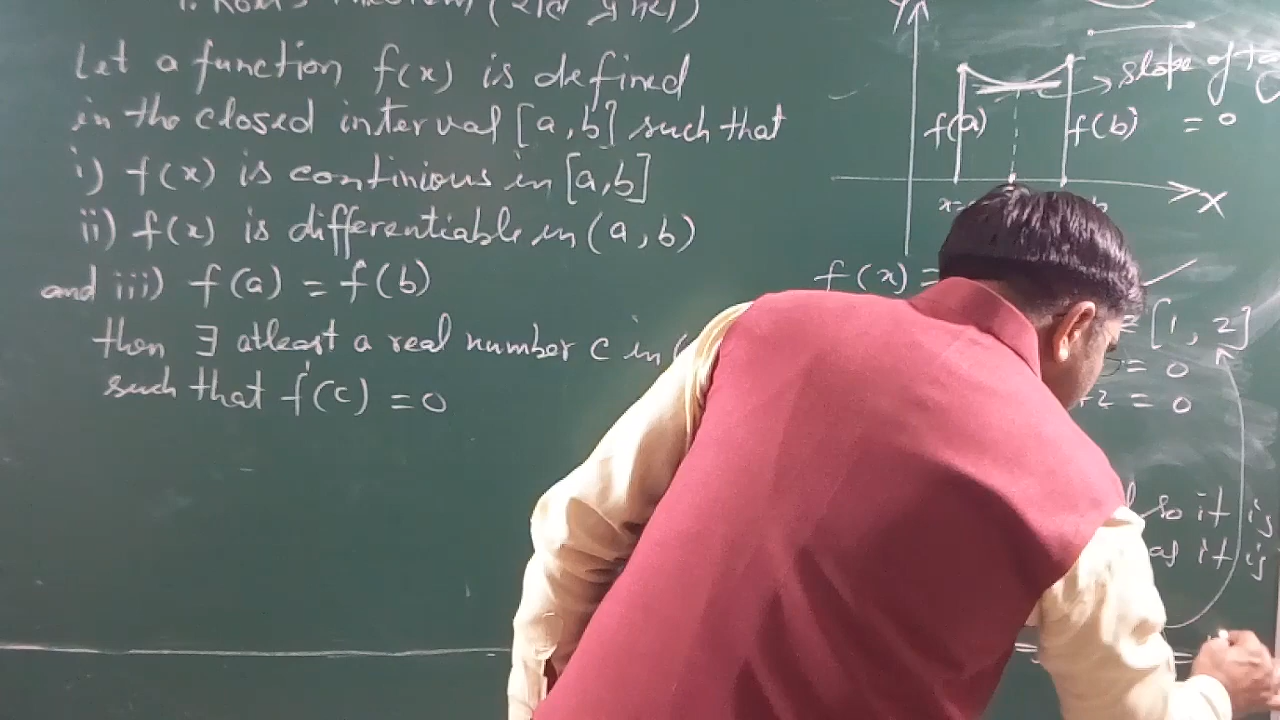 Theorem (
Let a function f(x) is defined
in the closed interval [a,b] such that
i) f(x) is continious in [a,b]
ii) f(x) is differentiable in (a, b)
and iii) f(a) = f(b)
then ∃ atleast a real number c in (
such that f'(c) = 0
Y
slope of
f(a) f(b) = 0
x= b
X
f(x) =
[1, 2]
= 0
+2 = 0
so it is
as it is